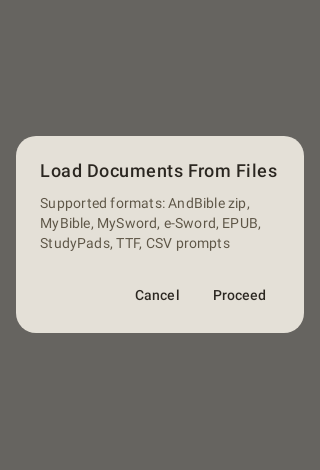 Load Documents From Files
Supported formats: AndBible zip,
MyBible, MySword, e-Sword, EPUB,
StudyPads, TTF, CSV prompts
Cancel Proceed